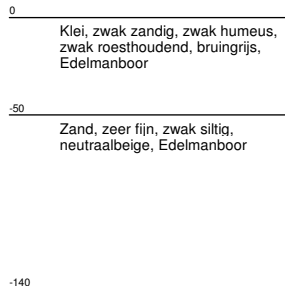 0
Klei, zwak zandig, zwak humeus,
zwak roesthoudend, bruingrijs,
Edelmanboor
-50
Zand, zeer fijn, zwak siltig,
neutraalbeige, Edelmanboor
-140